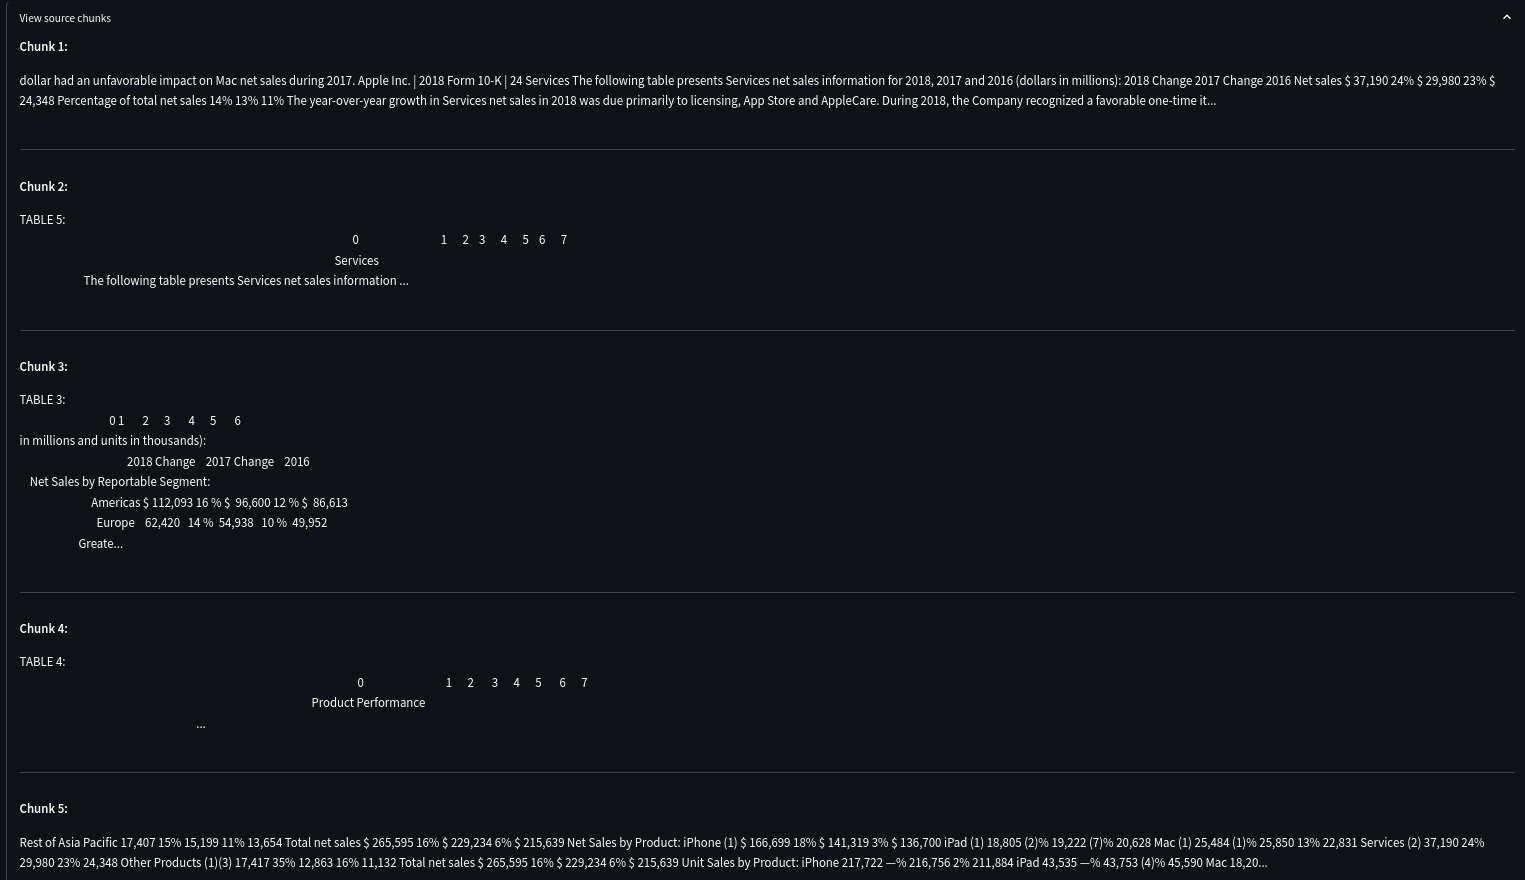 View source chunks
Chunk 1:
dollar had an unfavorable impact on Mac net sales during 2017. Apple Inc. | 2018 Form 10-K | 24 Services The following table presents Services net sales information for 2018, 2017 and 2016 (dollars in millions): 2018 Change 2017 Change 2016 Net sales $ 37,190 24% $ 29,980 23% $
24,348 Percentage of total net sales 14% 13% 11% The year-over-year growth in Services net sales in 2018 was due primarily to licensing, App Store and AppleCare. During 2018, the Company recognized a favorable one-time it...
Chunk 2:
TABLE 5:
0 1 2 3 4 5 6 7
Services
The following table presents Services net sales information ...
Chunk 3:
TABLE 3:
0 1 2 3 4 5 6
in millions and units in thousands):
2018 Change 2017 Change 2016
Net Sales by Reportable Segment:
Americas $ 112,093 16 % $ 96,600 12 % $ 86,613
Europe 62,420 14 % 54,938 10 % 49,952
Greate...
Chunk 4:
TABLE 4:
0 1 2 3 4 5 6 7
Product Performance
...
Chunk 5:
Rest of Asia Pacific 17,407 15% 15,199 11% 13,654 Total net sales $ 265,595 16% $ 229,234 6% $ 215,639 Net Sales by Product: iPhone (1) $ 166,699 18% $ 141,319 3% $ 136,700 iPad (1) 18,805 (2)% 19,222 (7)% 20,628 Mac (1) 25,484 (1)% 25,850 13% 22,831 Services (2) 37,190 24%
29,980 23% 24,348 Other Products (1)(3) 17,417 35% 12,863 16% 11,132 Total net sales $ 265,595 16% $ 229,234 6% $ 215,639 Unit Sales by Product: iPhone 217,722 —% 216,756 2% 211,884 iPad 43,535 —% 43,753 (4)% 45,590 Mac 18,20...